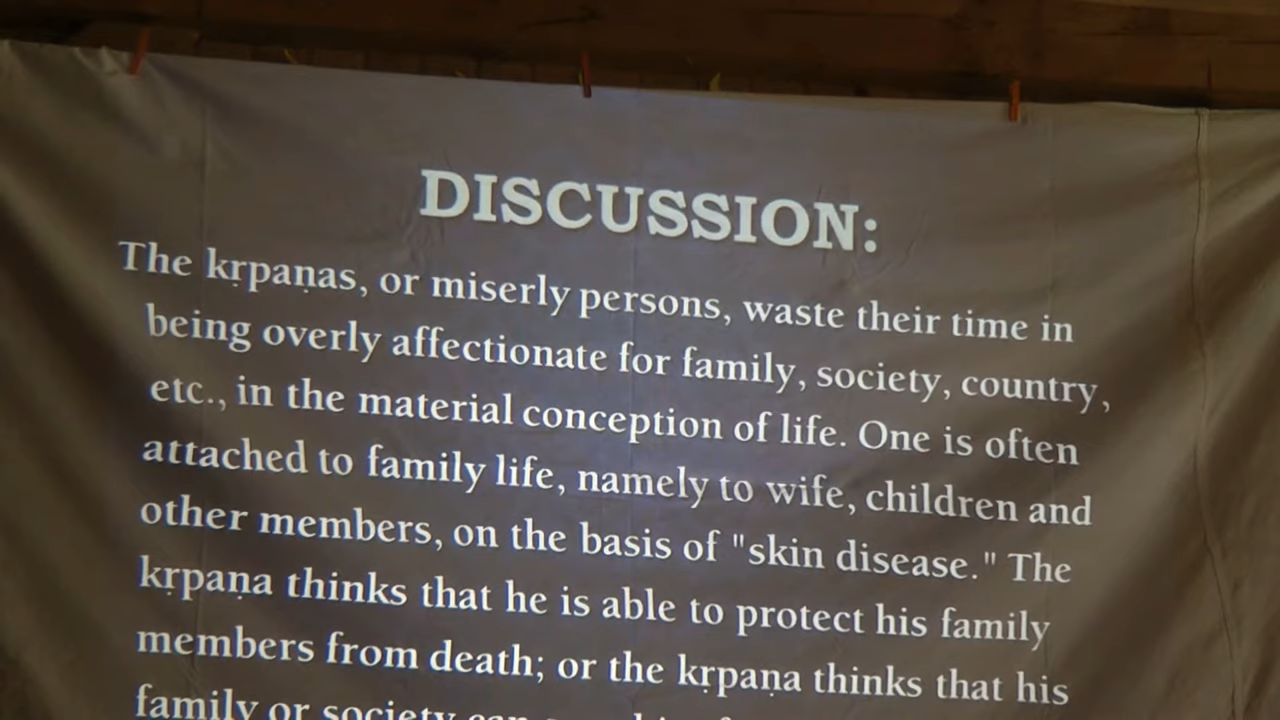 DISCUSSION:
The kṛpaṇas, or miserly persons, waste their time in
being overly affectionate for family, society, country,
etc., in the material conception of life. One is often
attached to family life, namely to wife, children and
other members, on the basis of "skin disease." The
kṛpaṇa thinks that he is able to protect his family
members from death; or the kṛpaṇa thinks that his
family or society can